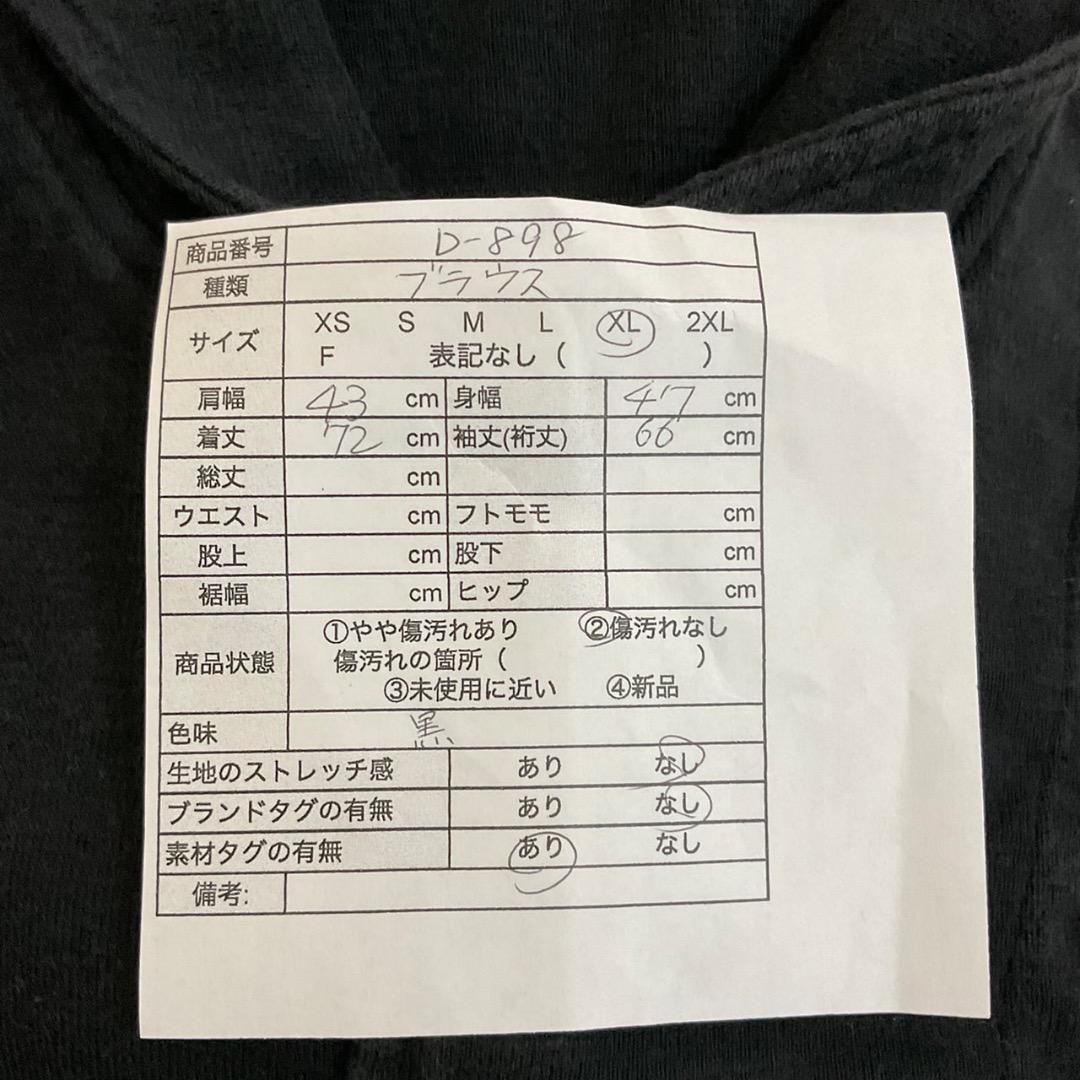 商品番号 D-898
種類 ブラウス
サイズ XS S M L XL 2XL
F 表記なし ( )
肩幅 43 cm 身幅 47 cm
着丈 72 cm 袖丈(裄丈) 66 cm
総丈 cm
ウエスト cm フトモモ cm
股上 cm 股下 cm
裾幅 cm ヒップ cm
商品状態 ①やや傷汚れあり ②傷汚れなし
傷汚れの箇所 ( )
③未使用に近い ④新品
色味 黒
生地のストレッチ感 あり なし
ブランドタグの有無 あり なし
素材タグの有無 あり なし
備考: